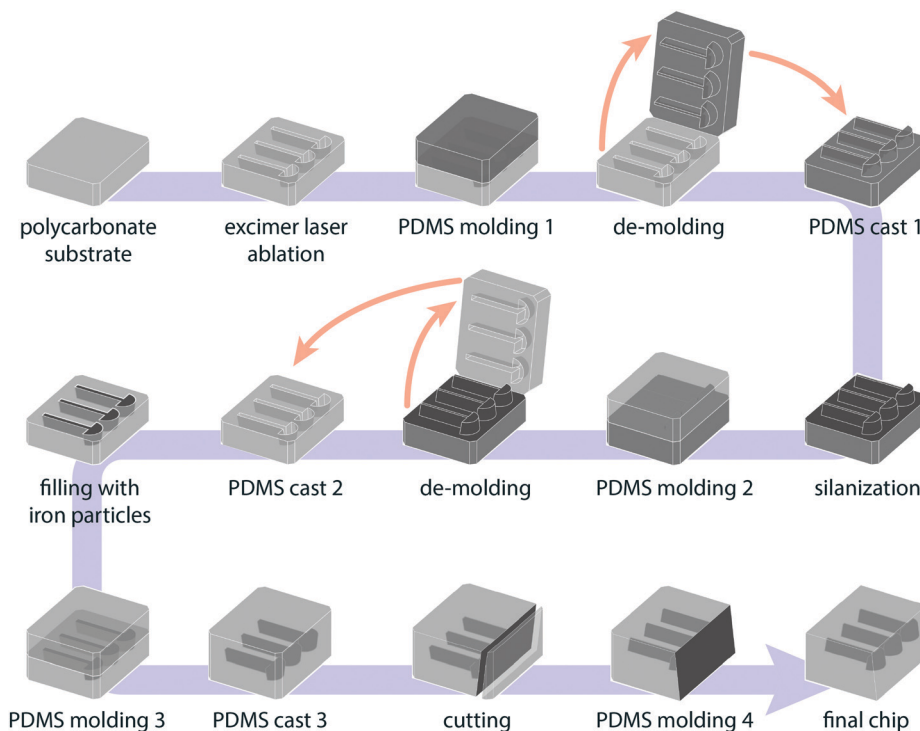 polycarbonate
substrate
excimer laser
ablation
PDMS molding 1
de-molding
PDMS cast 1
filling with
iron particles
PDMS cast 2
de-molding
PDMS molding 2
silanization
PDMS molding 3
PDMS cast 3
cutting
PDMS molding 4
final chip